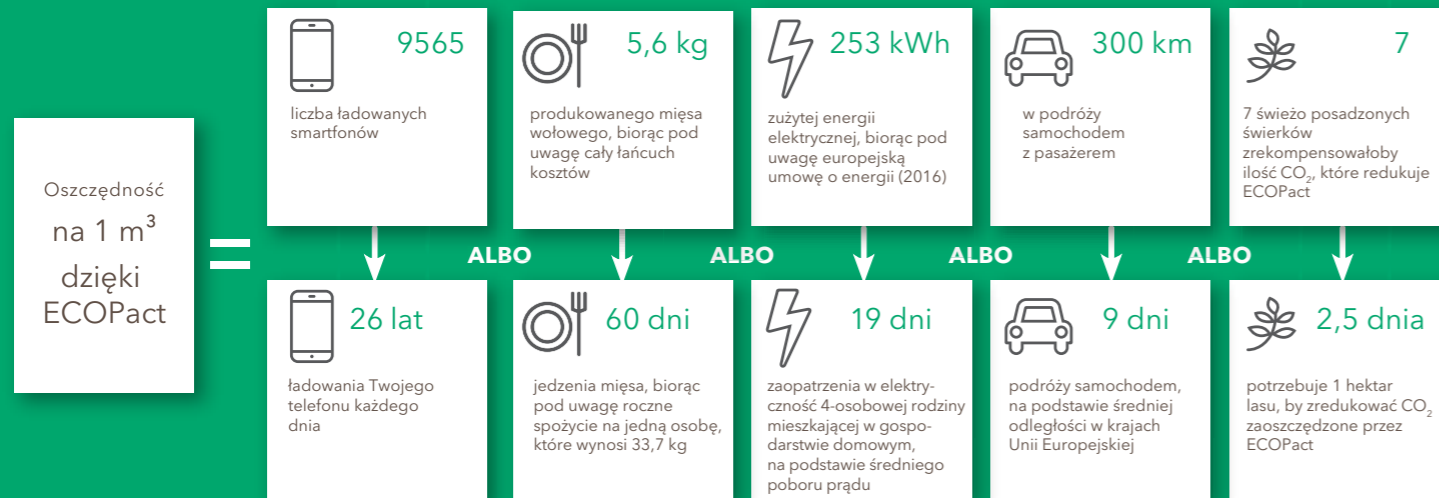 Oszczędność
na 1 m³
dzięki
ECOPact
=
9565
liczba ładowanych
smartfonów
5,6 kg
produkowanego mięsa
wołowego, biorąc pod
uwagę cały łańcuch
kosztów
253 kWh
zużytej energii
elektrycznej, biorąc pod
uwagę europejską
umowę o energii (2016)
300 km
w podróży
samochodem
z pasażerem
7
7 świeżo posadzonych
świerków
zrekompensowałoby
ilość CO₂, które redukuje
ECOPact
ALBO
ALBO
ALBO
ALBO
26 lat
ładowania Twojego
telefonu każdego
dnia
60 dni
jedzenia mięsa, biorąc
pod uwagę roczne
spożycie na jedną osobę,
które wynosi 33,7 kg
19 dni
zaopatrzenia w elektry-
czność 4-osobowej rodziny
mieszkającej w gospo-
darstwie domowym,
na podstawie średniego
poboru prądu
9 dni
podróży samochodem,
na podstawie średniej
odległości w krajach
Unii Europejskiej
2,5 dnia
potrzebuje 1 hektar
lasu, by zredukować CO₂
zaoszczędzone przez
ECOPact